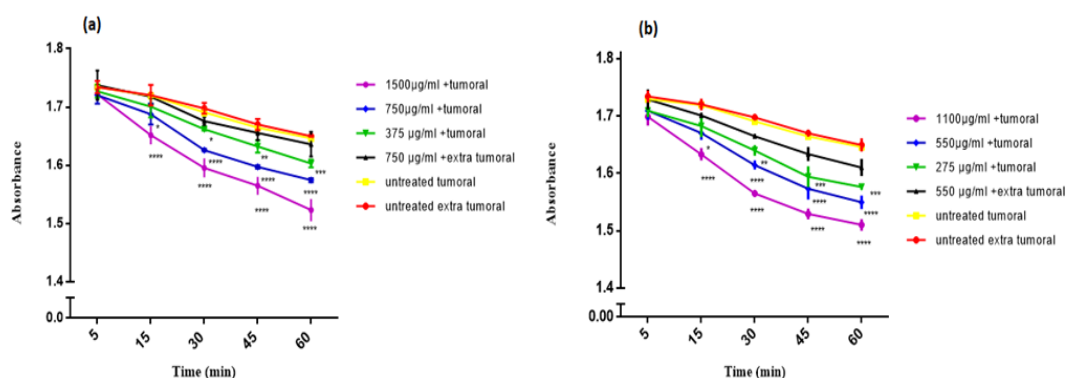 (a)
Absorbance
1.8
1.7
1.6
1.5
1.4
0.0
5
15
30
45
60
Time (min)
*
****
*
****
****
**
****
****
***
****
****
1500µg/ml +tumoral
750µg/ml +tumoral
375 µg/ml +tumoral
750 µg/ml +extra tumoral
untreated tumoral
untreated extra tumoral
(b)
Absorbance
1.8
1.7
1.6
1.5
1.4
0.00
5
15
30
45
60
Time (min)
*
****
**
****
****
***
****
****
***
****
****
1100µg/ml +tumoral
550µg/ml +tumoral
275 µg/ml +tumoral
550 µg/ml +extra tumoral
untreated tumoral
untreated extra tumoral